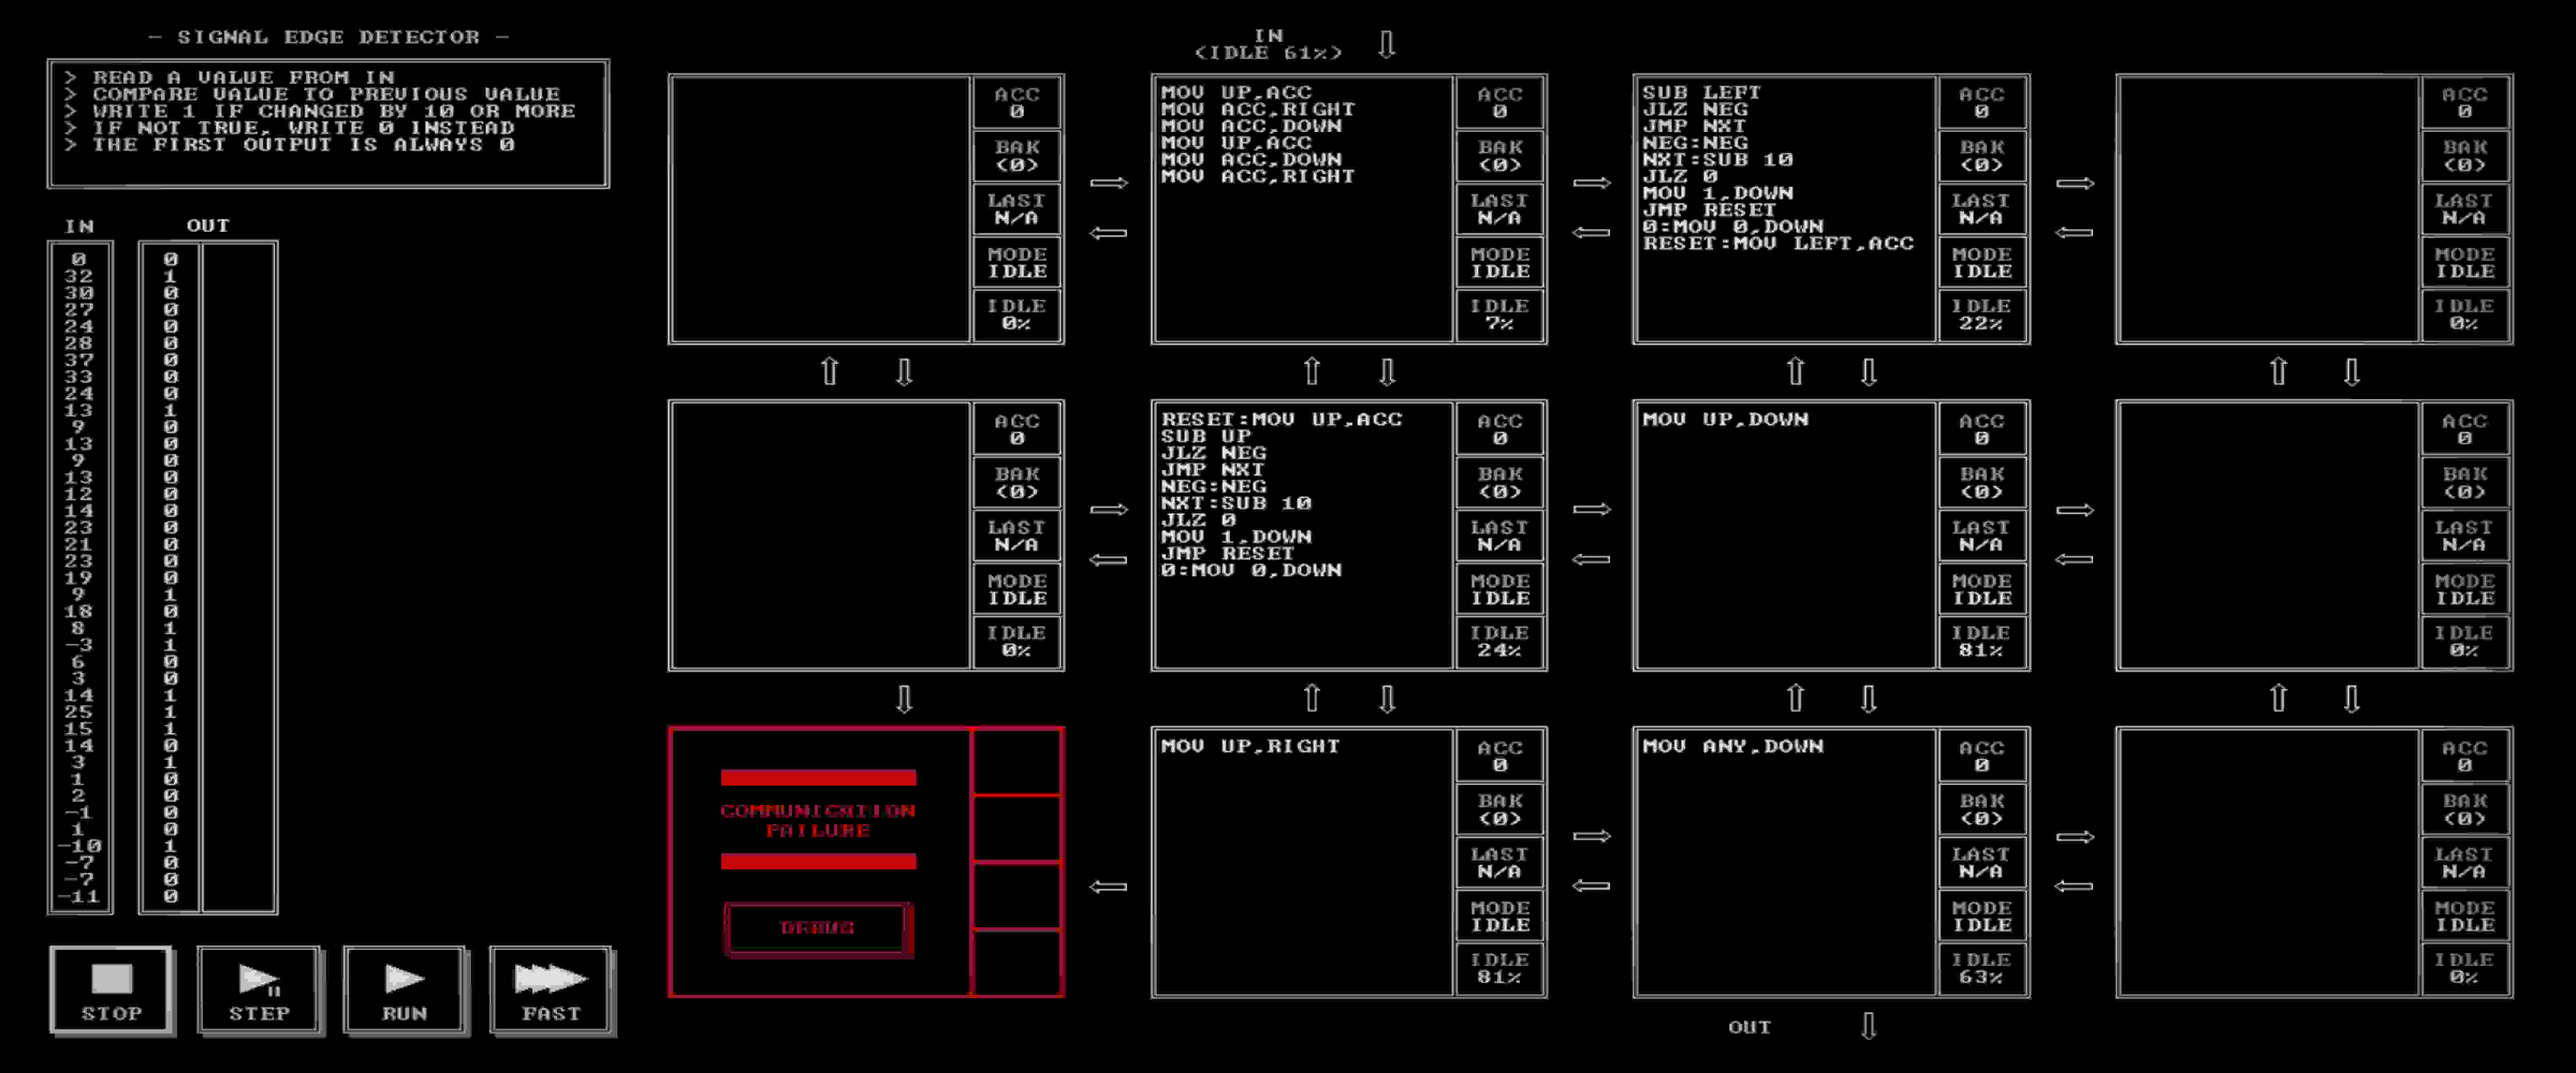 - SIGNAL EDGE DETECTOR -
> READ A VALUE FROM IN
> COMPARE VALUE TO PREVIOUS VALUE
> WRITE 1 IF CHANGED BY 10 OR MORE
> IF NOT TRUE, WRITE 0 INSTEAD
> THE FIRST OUTPUT IS ALWAYS 0
IN OUT
0 0
32 1
30 0
27 0
24 0
28 0
37 0
33 0
24 0
13 1
9 0
13 0
9 0
13 0
12 0
14 0
23 0
21 0
23 0
19 0
9 1
18 0
8 1
-3 1
6 0
3 0
14 1
25 1
15 1
14 0
3 1
1 0
2 0
-1 0
1 0
-10 1
-7 0
-7 0
-11 0
STOP
STEP
RUN
FAST
IN
(IDLE 61%)
ACC
0
BAK
(0)
LAST
N/A
MODE
IDLE
IDLE
0%
MOV UP,ACC
MOV ACC,RIGHT
MOV ACC,DOWN
MOV UP,ACC
MOV ACC,DOWN
MOV ACC,RIGHT
ACC
0
BAK
(0)
LAST
N/A
MODE
IDLE
IDLE
7%
SUB LEFT
JLZ NEG
JMP NXT
NEG:NEG
NXT:SUB 10
JLZ 0
MOV 1,DOWN
JMP RESET
0:MOV 0,DOWN
RESET:MOV LEFT,ACC
ACC
0
BAK
(0)
LAST
N/A
MODE
IDLE
IDLE
22%
ACC
0
BAK
(0)
LAST
N/A
MODE
IDLE
IDLE
0%
ACC
0
BAK
(0)
LAST
N/A
MODE
IDLE
IDLE
0%
RESET:MOV UP,ACC
SUB UP
JLZ NEG
JMP NXT
NEG:NEG
NXT:SUB 10
JLZ 0
MOV 1,DOWN
JMP RESET
0:MOV 0,DOWN
ACC
0
BAK
(0)
LAST
N/A
MODE
IDLE
IDLE
24%
MOV UP,DOWN
ACC
0
BAK
(0)
LAST
N/A
MODE
IDLE
IDLE
81%
ACC
0
BAK
(0)
LAST
N/A
MODE
IDLE
IDLE
0%
COMMUNICATION
FAILURE
DEBUG
MOV UP,RIGHT
ACC
0
BAK
(0)
LAST
N/A
MODE
IDLE
IDLE
81%
MOV ANY,DOWN
ACC
0
BAK
(0)
LAST
N/A
MODE
IDLE
IDLE
63%
ACC
0
BAK
(0)
LAST
N/A
MODE
IDLE
IDLE
0%
OUT